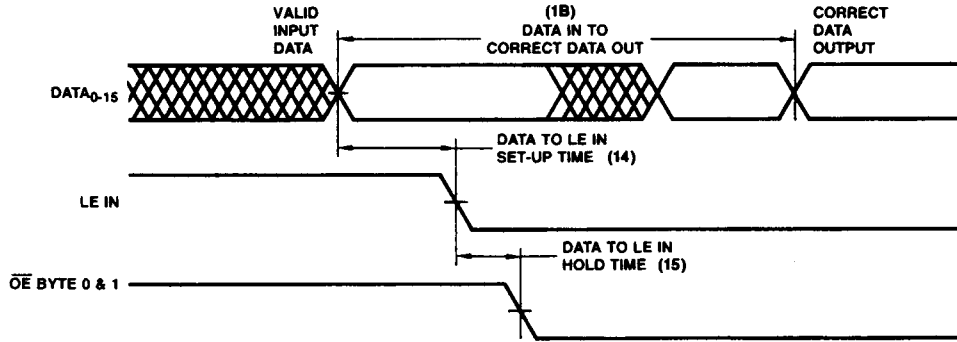 VALID
INPUT
DATA
(1B)
DATA IN TO
CORRECT DATA OUT
CORRECT
DATA
OUTPUT
DATA0-15
DATA TO LE IN
SET-UP TIME (14)
LE IN
DATA TO LE IN
HOLD TIME (15)
O̅E̅ BYTE 0 & 1